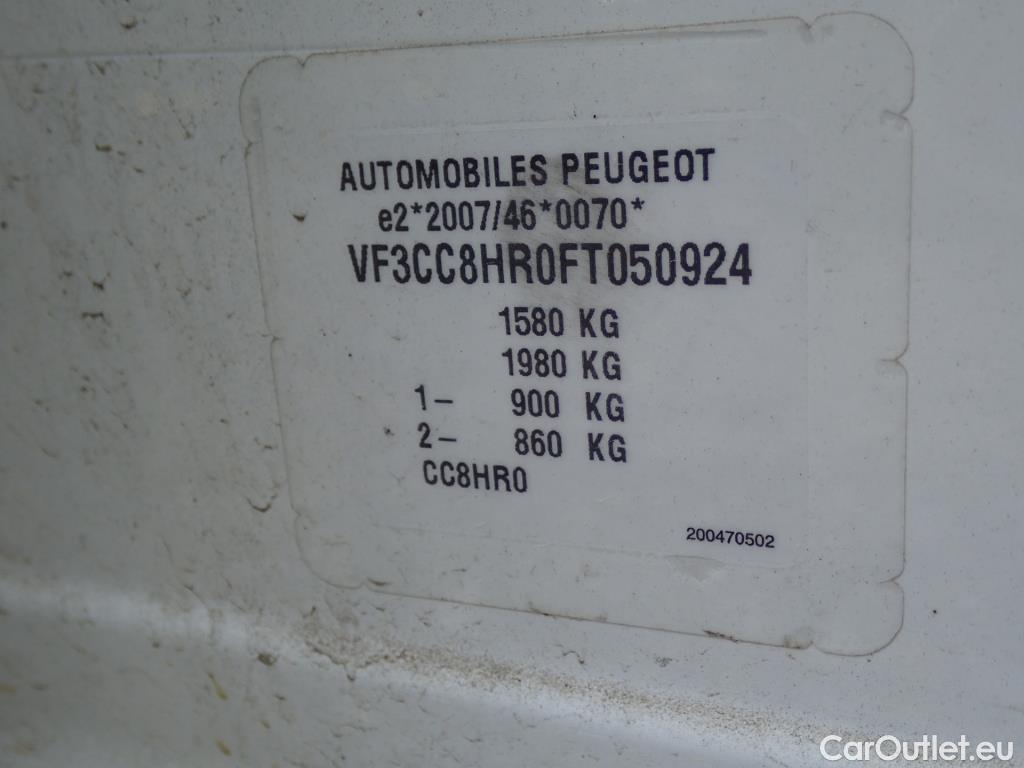 AUTOMOBILES PEUGEOT
e2*2007/46*0070*
VF3CC8HR0FT050924
1580 KG
1980 KG
1- 900 KG
2- 860 KG
CC8HR0
200470502
CarOutlet.eu